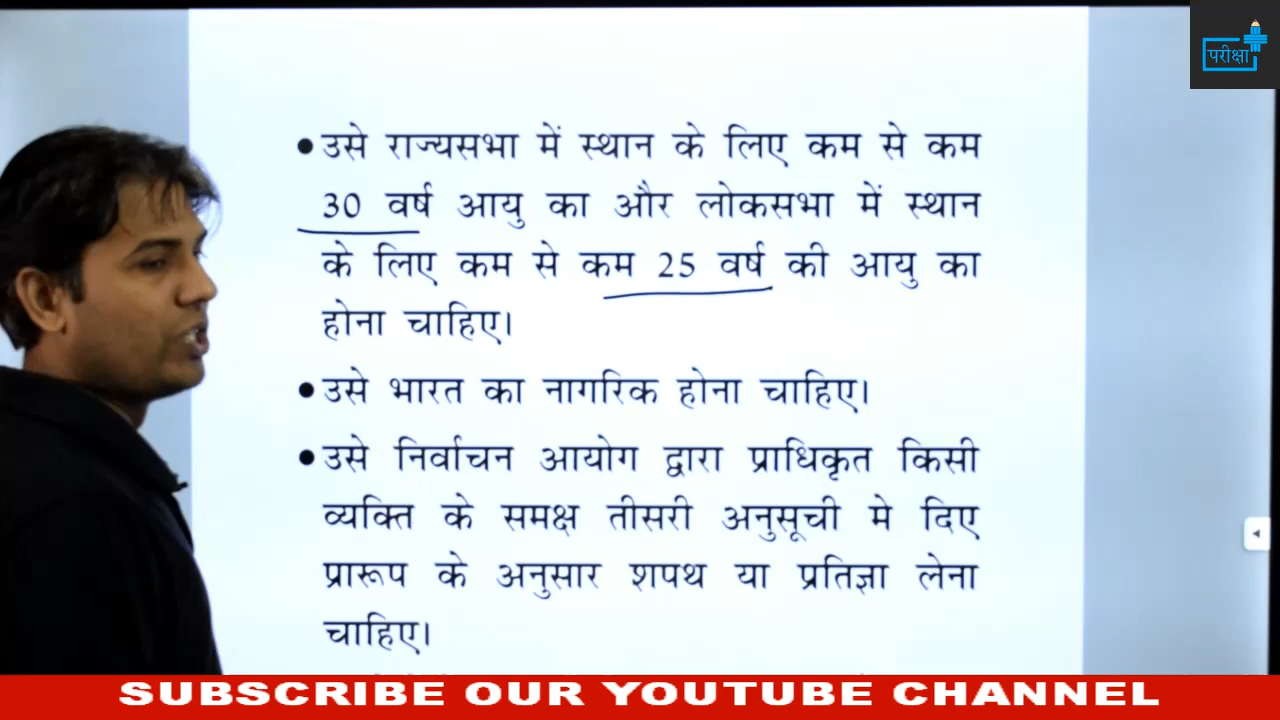 परीक्षा
• उसे राज्यसभा में स्थान के लिए कम से कम
30 वर्ष आयु का और लोकसभा में स्थान
के लिए कम से कम 25 वर्ष की आयु का
होना चाहिए।
• उसे भारत का नागरिक होना चाहिए।
• उसे निर्वाचन आयोग द्वारा प्राधिकृत किसी
व्यक्ति के समक्ष तीसरी अनुसूची मे दिए
प्रारूप के अनुसार शपथ या प्रतिज्ञा लेना
चाहिए।
SUBSCRIBE OUR YOUTUBE CHANNEL